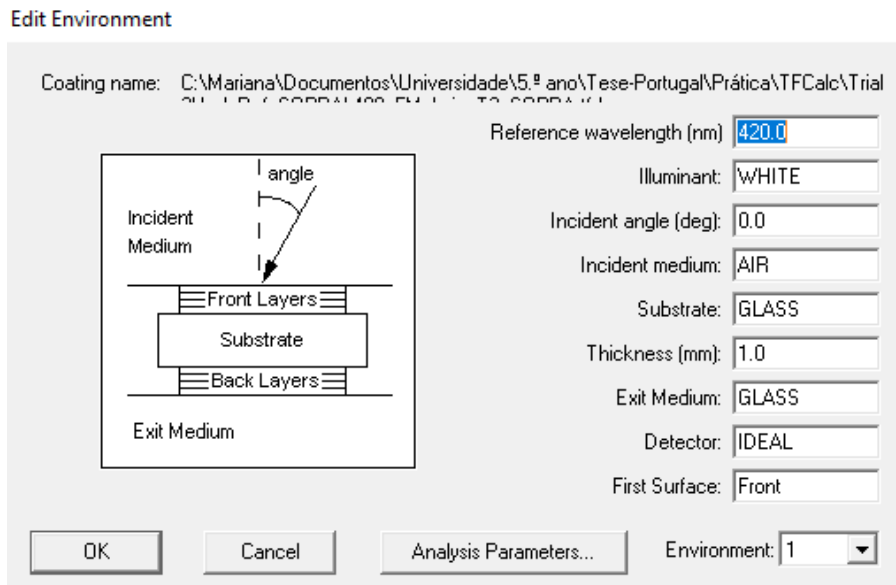 Edit Environment
Coating name: C:\Mariana\Documentos\Universidade\5.º ano\Tese-Portugal\Prática\TFCalc\Trial
Reference wavelength (nm) 420.0
Illuminant: WHITE
Incident angle (deg): 0.0
Incident medium: AIR
Substrate: GLASS
Thickness (mm): 1.0
Exit Medium: GLASS
Detector: IDEAL
First Surface: Front
angle
Incident
Medium
Front Layers
Substrate
Back Layers
Exit Medium
OK Cancel Analysis Parameters... Environment: 1